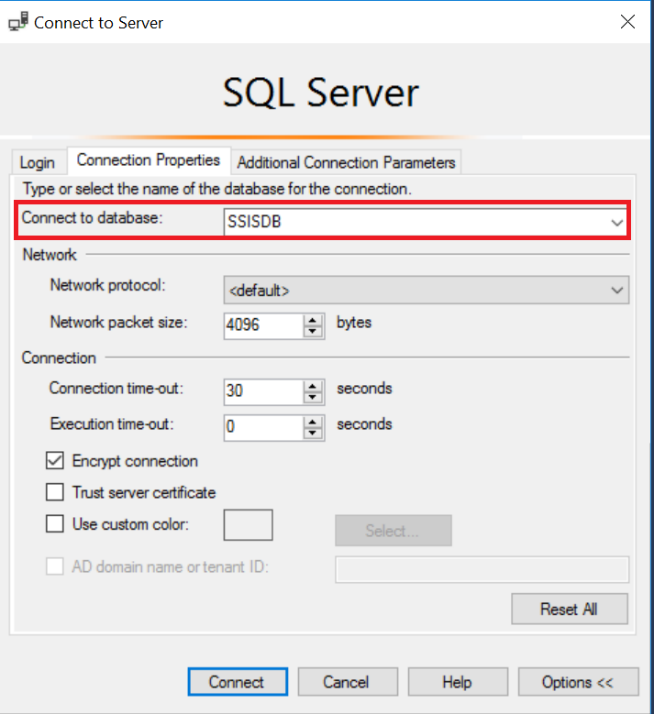 Connect to Server
SQL Server
Login Connection Properties Additional Connection Parameters
Type or select the name of the database for the connection.
Connect to database: SSISDB
Network
Network protocol: <default>
Network packet size: 4096 bytes
Connection
Connection time-out: 30 seconds
Execution time-out: 0 seconds
Encrypt connection
Trust server certificate
Use custom color: Select...
AD domain name or tenant ID:
Reset All
Connect Cancel Help Options <<